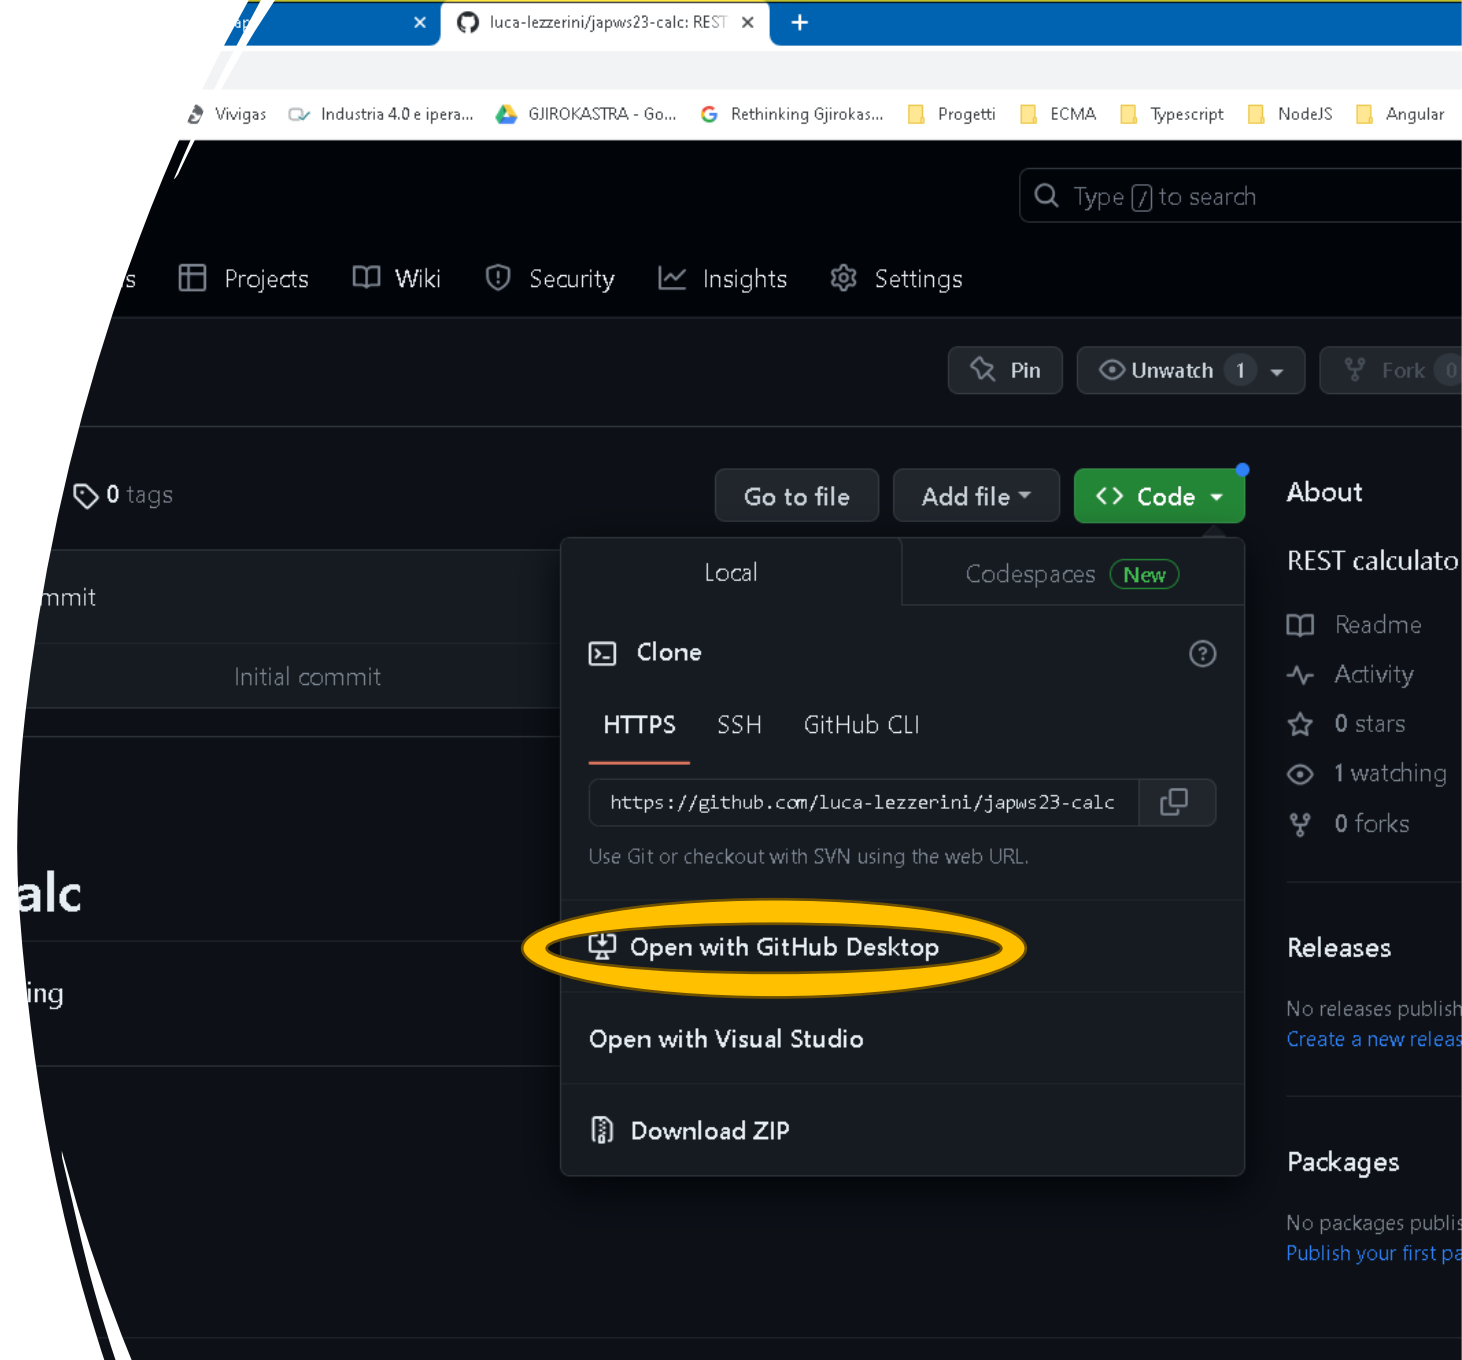 luca-lezzerini/japws23-calc: REST
Vivigas
Industria 4.0 e ipera...
GJIROKASTRA - Go...
Rethinking Gjirokas...
Progetti
ECMA
Typescript
NodeJS
Angular
Type / to search
s
Projects
Wiki
Security
Insights
Settings
Pin
Unwatch 1
Fork 0
0 tags
Go to file
Add file
<> Code
About
Local
Codespaces New
REST calculato
mmit
Readme
Clone
Initial commit
Activity
HTTPS
SSH
GitHub CLI
0 stars
1 watching
https://github.com/luca-lezzerini/japws23-calc
0 forks
Use Git or checkout with SVN using the web URL.
alc
Open with GitHub Desktop
Releases
ing
No releases publish
Create a new releas
Open with Visual Studio
Download ZIP
Packages
No packages publis
Publish your first pa